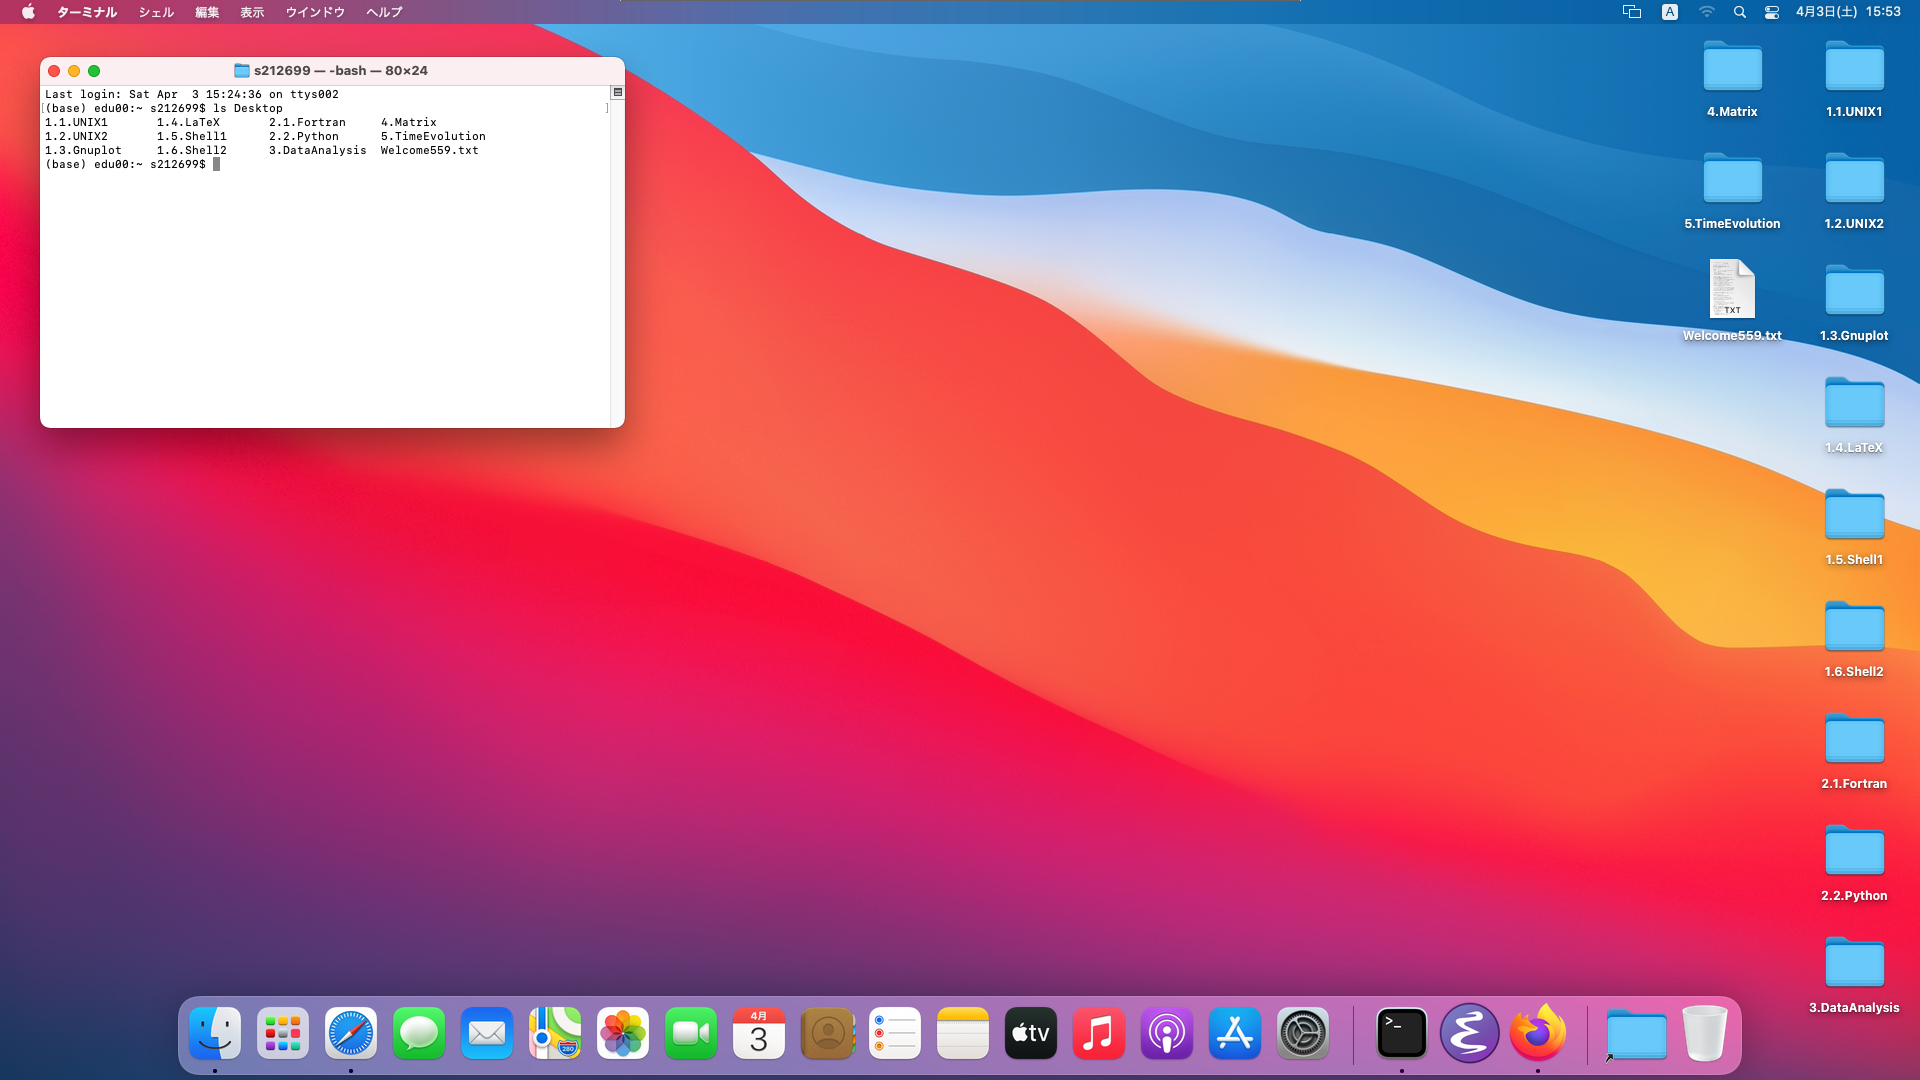 ターミナル シェル 編集 表示 ウインドウ ヘルプ A 4月3日(土) 15:53
s212699 — -bash — 80×24
Last login: Sat Apr  3 15:24:36 on ttys002
[(base) edu00:~ s212699$ ls Desktop ]
1.1.UNIX1 1.4.LaTeX 2.1.Fortran 4.Matrix
1.2.UNIX2 1.5.Shell1 2.2.Python 5.TimeEvolution
1.3.Gnuplot 1.6.Shell2 3.DataAnalysis Welcome559.txt
(base) edu00:~ s212699$
4.Matrix
1.1.UNIX1
5.TimeEvolution
1.2.UNIX2
TXT
Welcome559.txt
1.3.Gnuplot
1.4.LaTeX
1.5.Shell1
1.6.Shell2
2.1.Fortran
2.2.Python
3.DataAnalysis
280
4月
3
tv
>_